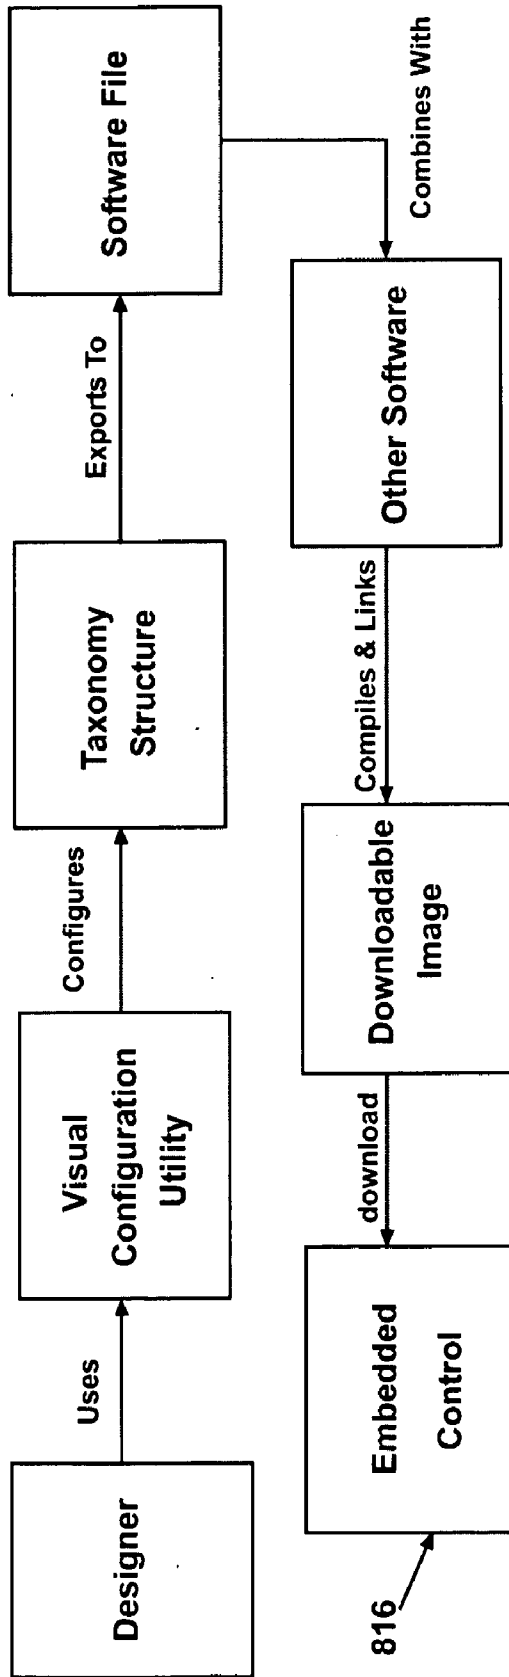 Designer
Uses
Visual
Configuration
Utility
Configures
Taxonomy
Structure
Exports To
Software File
Combines With
Other Software
Compiles & Links
Downloadable
Image
download
Embedded
Control
816